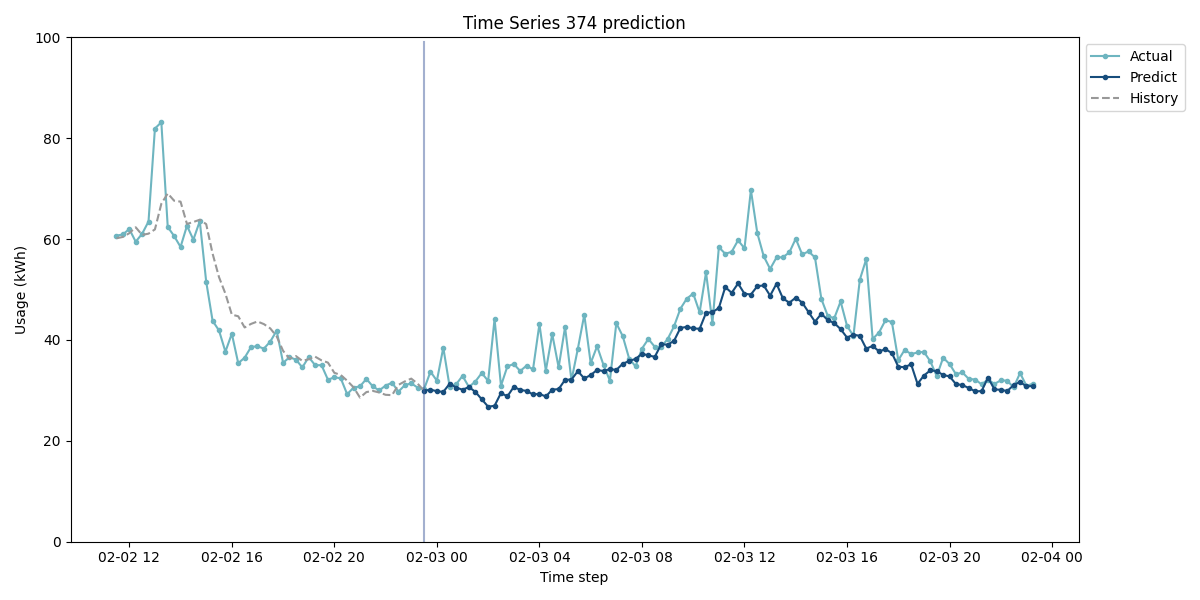 Time Series 374 prediction
100
80
60
40
20
0
Usage (kWh)
02-02 12
02-02 16
02-02 20
02-03 00
02-03 04
02-03 08
02-03 12
02-03 16
02-03 20
02-04 00
Time step
Actual
Predict
History